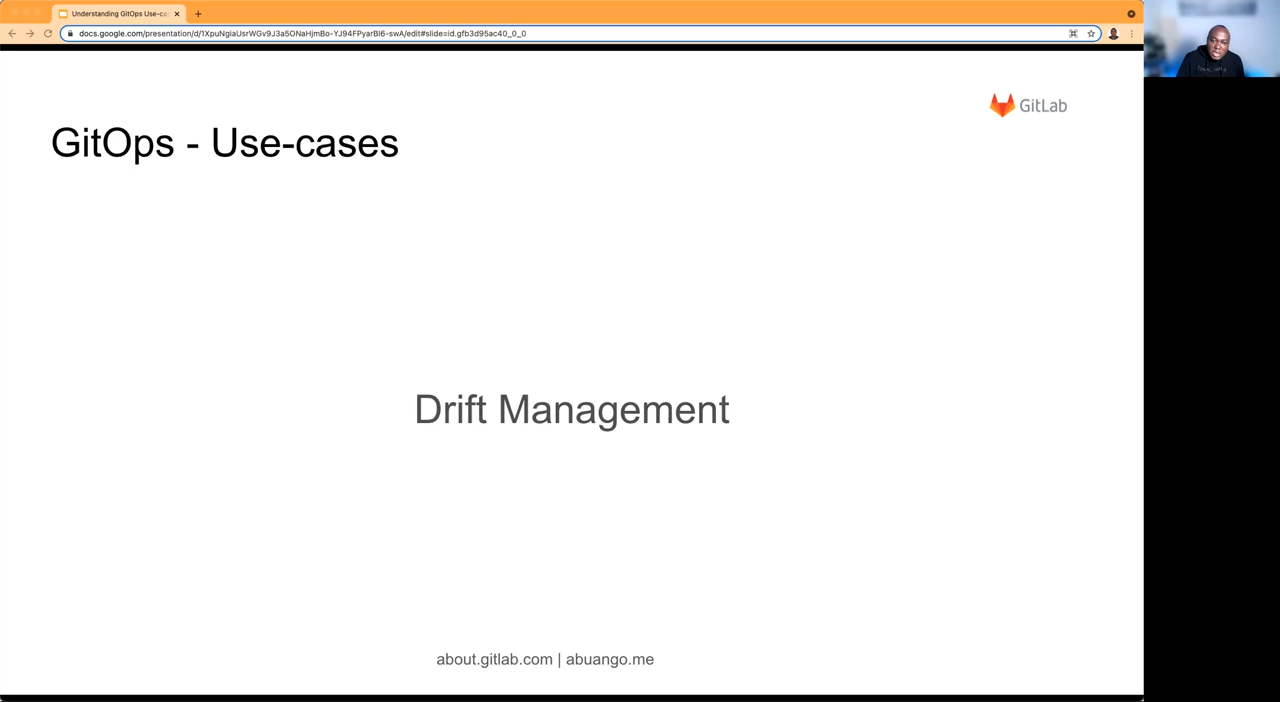 Understanding GitOps Use-ca
docs.google.com/presentation/d/1XpuNgiaUsrWGv9J3a5ONaHjmBo-YJ94FPyarBl6-swA/edit#slide=id.gfb3d95ac40_0_0
GitLab
GitOps - Use-cases
Drift Management
about.gitlab.com | abuango.me